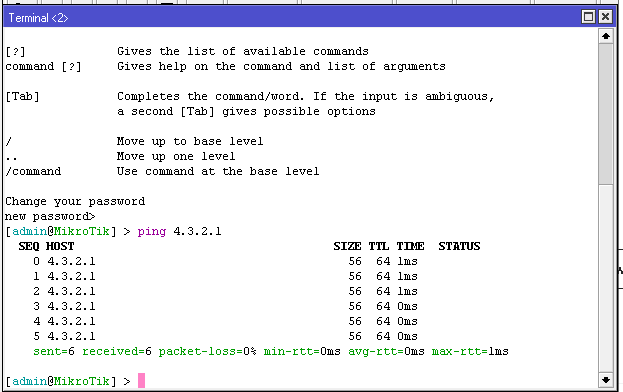 Terminal <2>
[?] Gives the list of available commands
command [?] Gives help on the command and list of arguments
[Tab] Completes the command/word. If the input is ambiguous,
a second [Tab] gives possible options
/ Move up to base level
.. Move up one level
/command Use command at the base level
Change your password
new password>
[admin@MikroTik] > ping 4.3.2.1
SEQ HOST SIZE TTL TIME STATUS
0 4.3.2.1 56 64 1ms
1 4.3.2.1 56 64 1ms
2 4.3.2.1 56 64 1ms
3 4.3.2.1 56 64 0ms
4 4.3.2.1 56 64 0ms
5 4.3.2.1 56 64 0ms
sent=6 received=6 packet-loss=0% min-rtt=0ms avg-rtt=0ms max-rtt=1ms
[admin@MikroTik] >